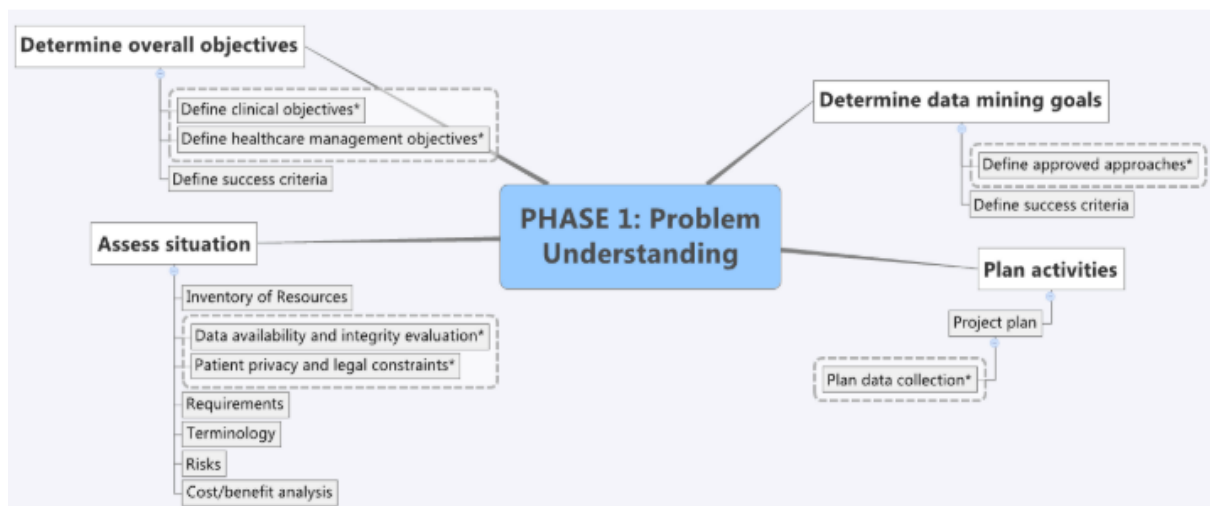 Determine overall objectives
Define clinical objectives*
Define healthcare management objectives*
Define success criteria
Assess situation
Inventory of Resources
Data availability and integrity evaluation*
Patient privacy and legal constraints*
Requirements
Terminology
Risks
Cost/benefit analysis
PHASE 1: Problem
Understanding
Determine data mining goals
Define approved approaches*
Define success criteria
Plan activities
Project plan
Plan data collection*